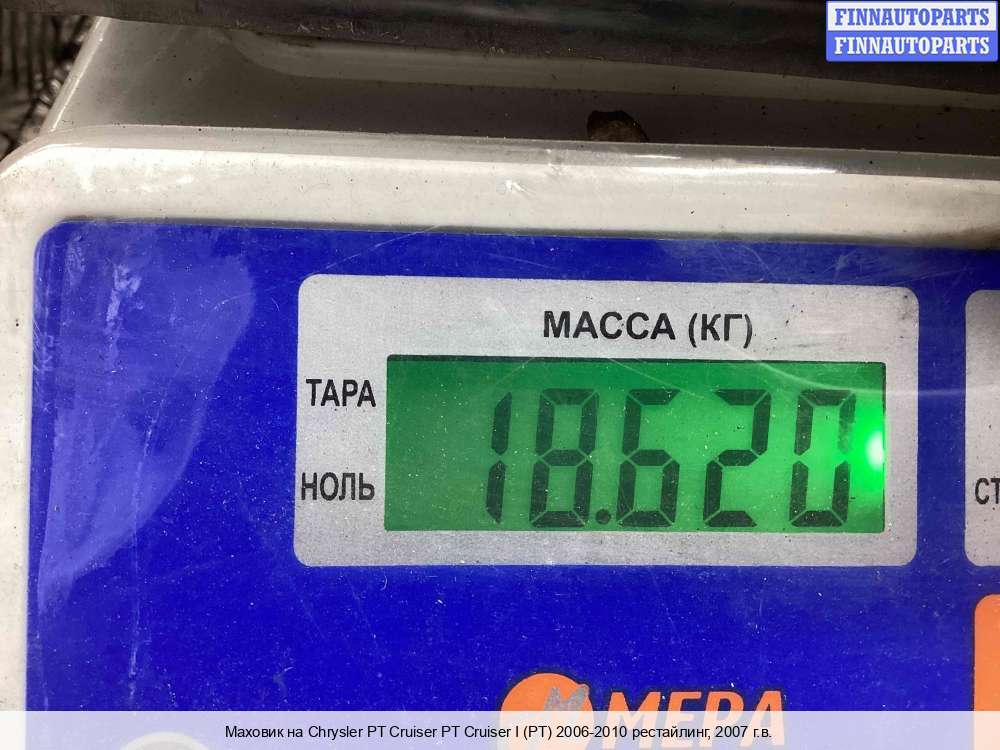 FINNAUTOPARTS
FINNAUTOPARTS
МАССА (КГ)
ТАРА
18.620
НОЛЬ
СТ
МЕРА
Маховик на Chrysler PT Cruiser PT Cruiser I (PT) 2006-2010 рестайлинг, 2007 г.в.